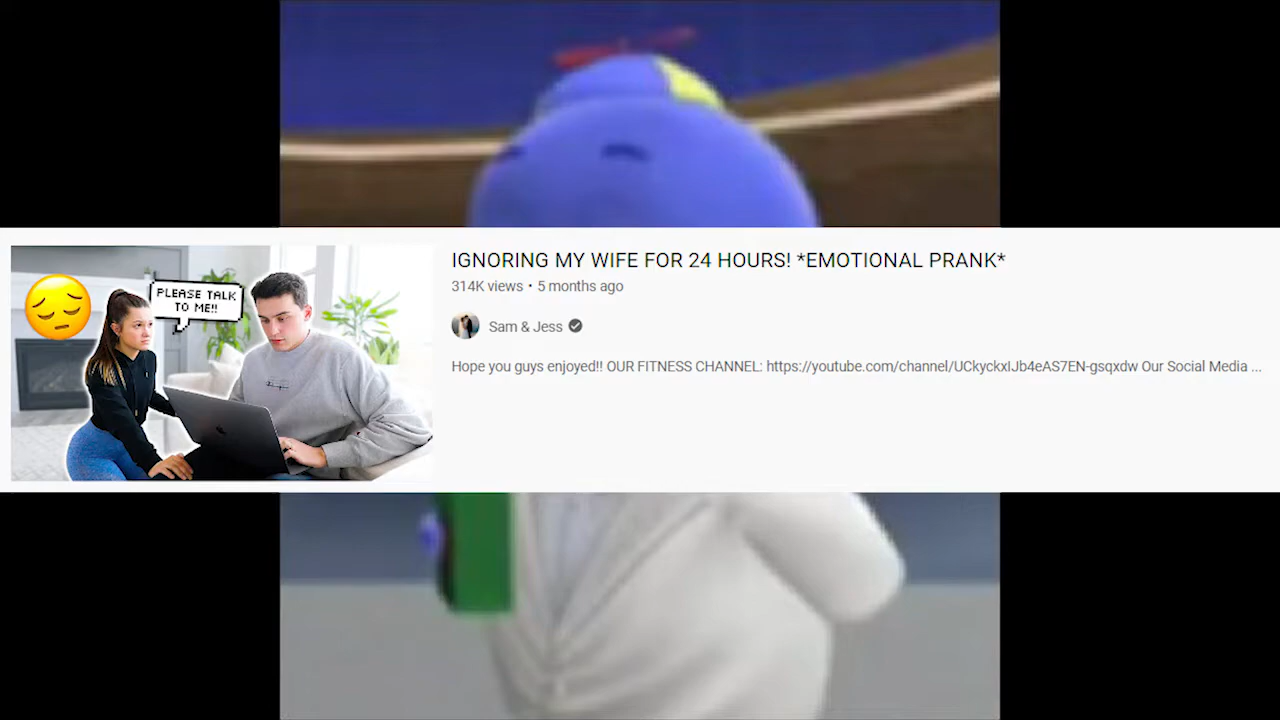 IGNORING MY WIFE FOR 24 HOURS! *EMOTIONAL PRANK*
314K views • 5 months ago
PLEASE TALK
TO ME!!
Sam & Jess
Hope you guys enjoyed!! OUR FITNESS CHANNEL: https://youtube.com/channel/UCkyckxIJb4eAS7EN-gsqxdw Our Social Media ...